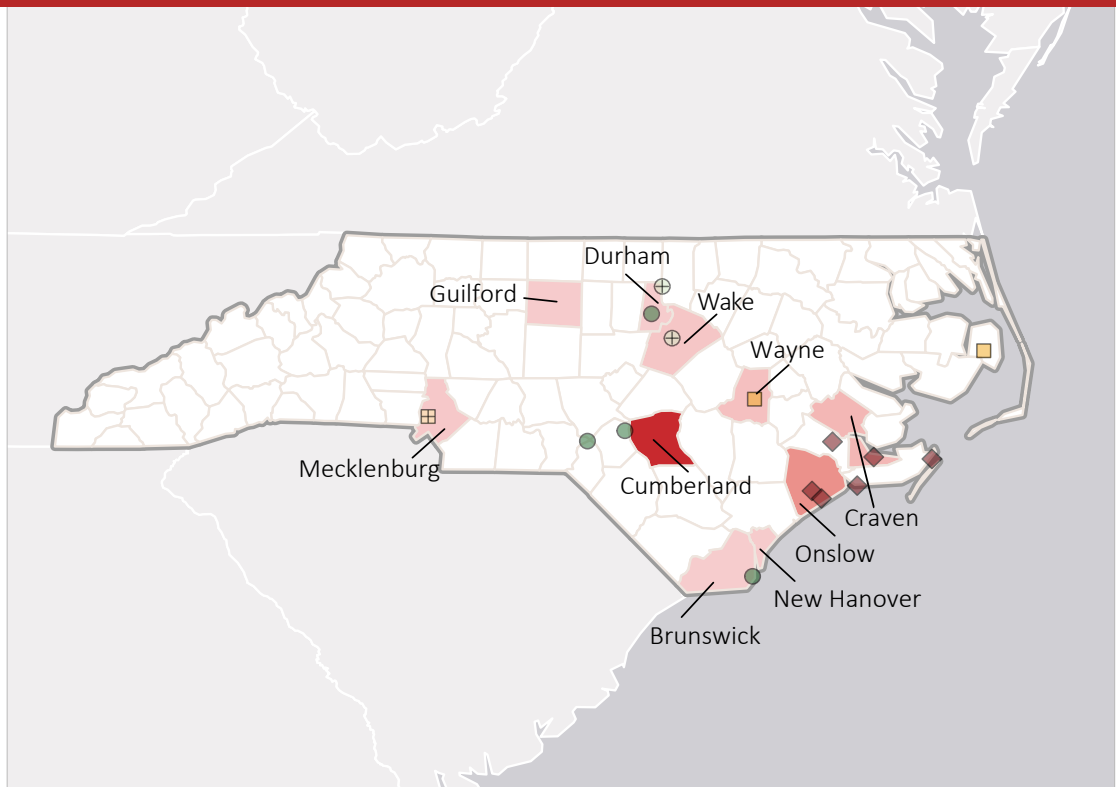 Durham
Guilford
Wake
Wayne
Mecklenburg
Cumberland
Craven
Onslow
New Hanover
Brunswick